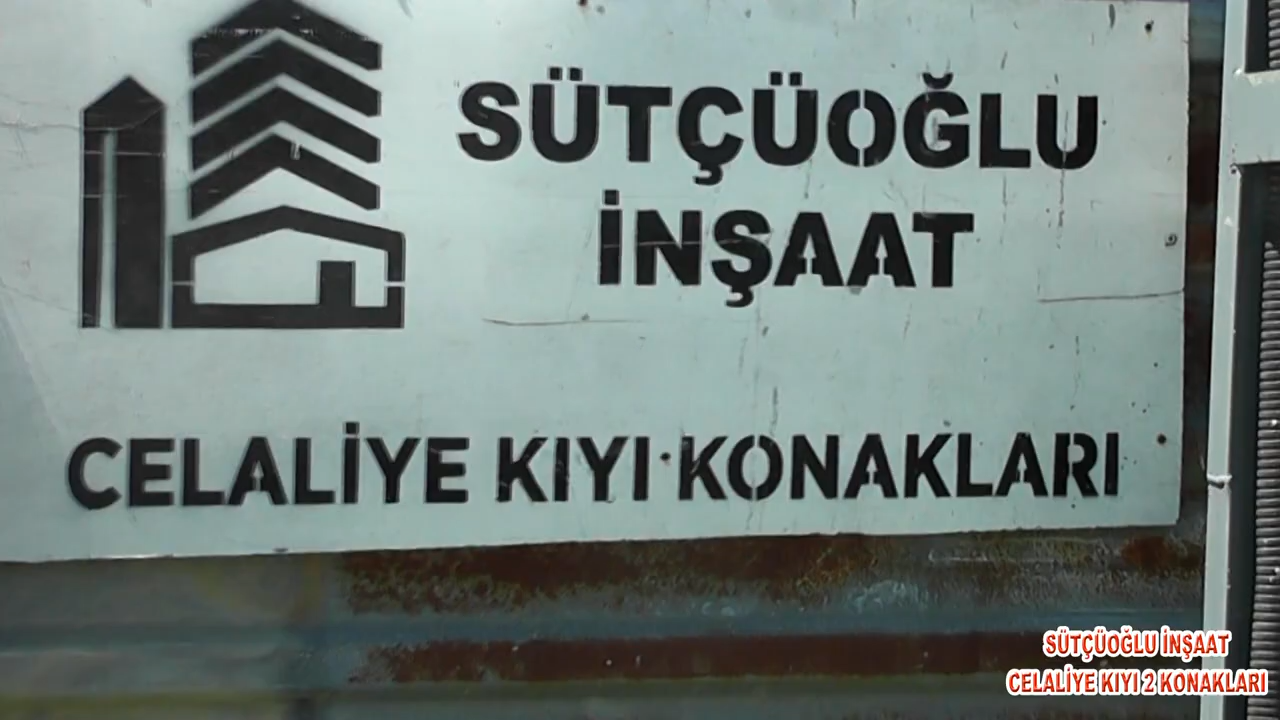 SÜTÇÜOĞLU
İNŞAAT
CELALİYE KIYI KONAKLARI
SÜTÇÜOĞLU İNŞAAT
CELALİYE KIYI 2 KONAKLARI